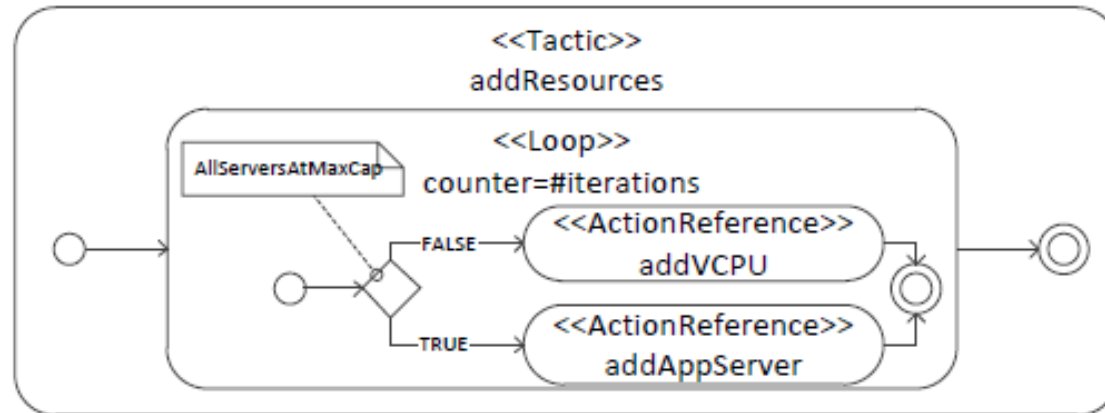 <<Tactic>>
addResources
<<Loop>>
counter=#iterations
AllServersAtMaxCap
FALSE
<<ActionReference>>
addVCPU
TRUE
<<ActionReference>>
addAppServer